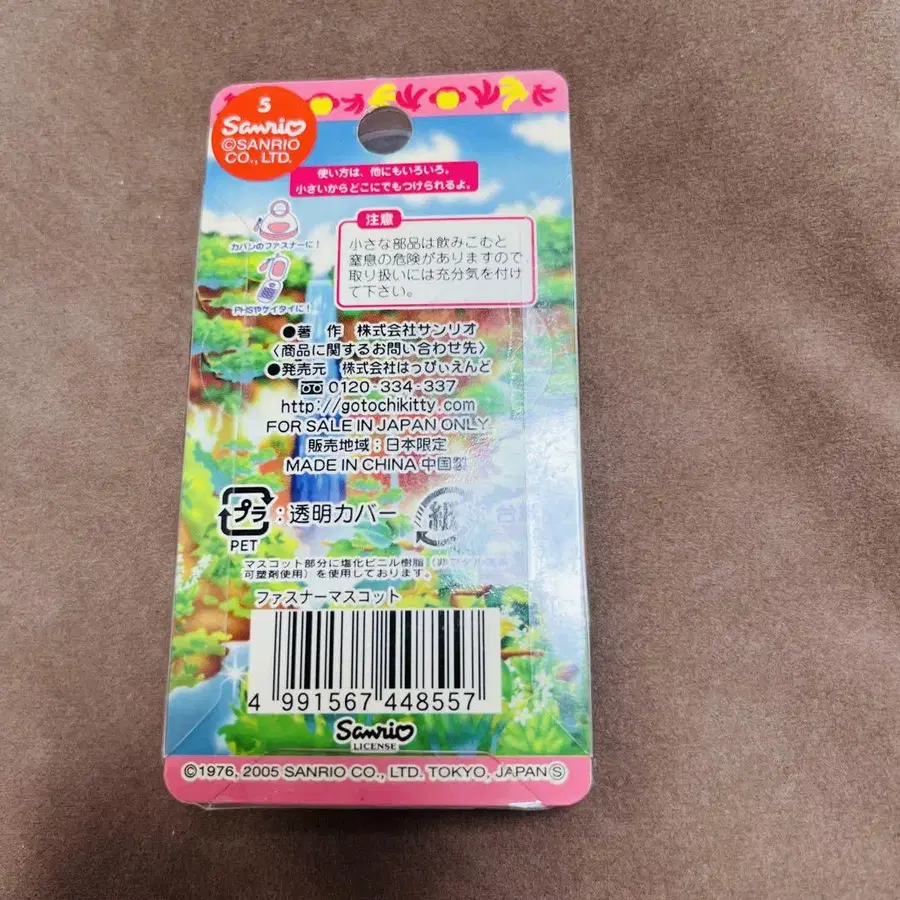 5
Sanrio
©SANRIO
CO., LTD.
使い方は、他にもいろいろ。
小さいからどこにでもつけられるよ。
カバンのファスナーに!
PHSやケイタイに!
注意
小さな部品は飲みこむと
窒息の危険がありますので
取り扱いには充分気を付け
て下さい。
●著 作 株式会社サンリオ
〈商品に関するお問い合わせ先〉
●発売元 株式会社はっぴぃえんど
0120-334-337
http://gotochikitty.com
FOR SALE IN JAPAN ONLY
販売地域:日本限定
MADE IN CHINA 中国製
プラ:透明カバー
PET
紙
マスコット部分に塩化ビニル樹脂
可塑剤使用)を使用しております。
ファスナーマスコット
4 991567 448557
Sanrio
LICENSE
©1976, 2005 SANRIO CO., LTD. TOKYO, JAPAN Ⓢ